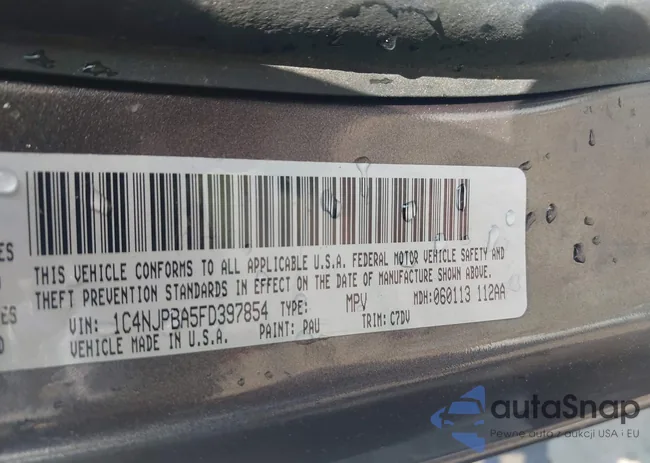 THIS VEHICLE CONFORMS TO ALL APPLICABLE U.S.A. FEDERAL MOTOR VEHICLE SAFETY AND
THEFT PREVENTION STANDARDS IN EFFECT ON THE DATE OF MANUFACTURE SHOWN ABOVE.
VIN: 1C4NJPBA5FD397854 TYPE: MPV MDH: 060113 112AA
VEHICLE MADE IN U.S.A. PAINT: PAU TRIM: C7DV
autoSnap
Pewne auto z aukcji USA i EU